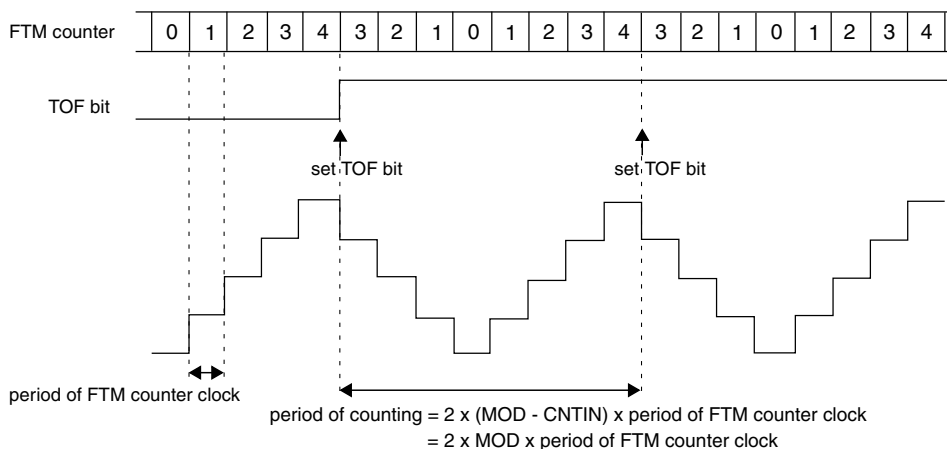 FTM counter 0 1 2 3 4 3 2 1 0 1 2 3 4 3 2 1 0 1 2 3 4
TOF bit
set TOF bit set TOF bit
period of FTM counter clock
period of counting = 2 x (MOD - CNTIN) x period of FTM counter clock
= 2 x MOD x period of FTM counter clock